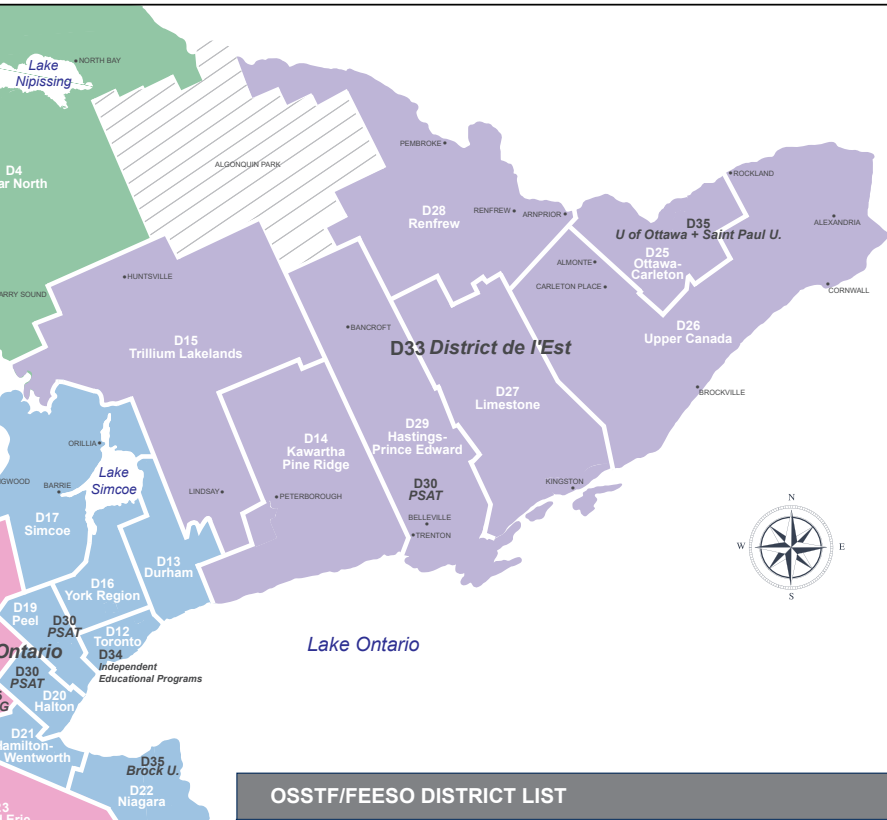 NORTH BAY
Lake
Nipissing
ALGONQUIN PARK
PEMBROKE
D4
ar North
D28
Renfrew
RENFREW
ARNPRIOR
ROCKLAND
D35
U of Ottawa + Saint Paul U.
ALEXANDRIA
D25
Ottawa-
Carleton
ALMONTE
CARLETON PLACE
HUNTSVILLE
CORNWALL
ARRY SOUND
BANCROFT
D26
Upper Canada
D15
Trillium Lakelands
D33 District de l'Est
BROCKVILLE
D27
Limestone
D29
Hastings-
Prince Edward
D14
Kawartha
Pine Ridge
ORILLIA
Lake
Simcoe
GWOOD
BARRIE
LINDSAY
PETERBOROUGH
D30
PSAT
KINGSTON
BELLEVILLE
TRENTON
D17
Simcoe
N
W
E
S
D13
Durham
D16
York Region
D19
Peel
D30
PSAT
D12
Toronto
D34
Independent
Educational Programs
Ontario
Lake Ontario
D30
PSAT
G
D20
Halton
D21
amilton-
Wentworth
D35
Brock U.
D22
Niagara
3
Erie
OSSTF/FEESO DISTRICT LIST